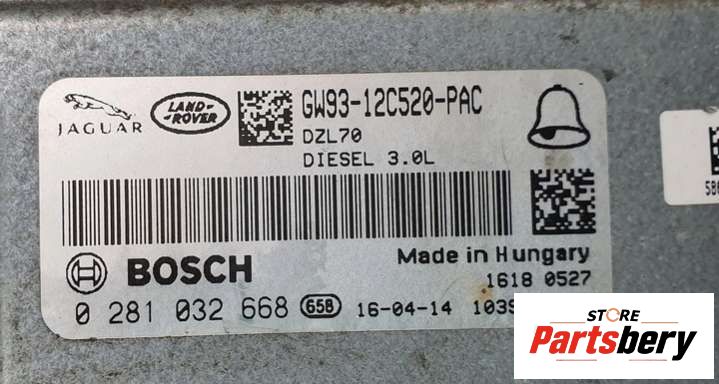 JAGUAR
LAND-
ROVER
GW93-12C520-PAC
DZL70
DIESEL 3.0L
Made in Hungary
BOSCH
1618 0527
0 281 032 668 658 16-04-14
STORE
Partsbery